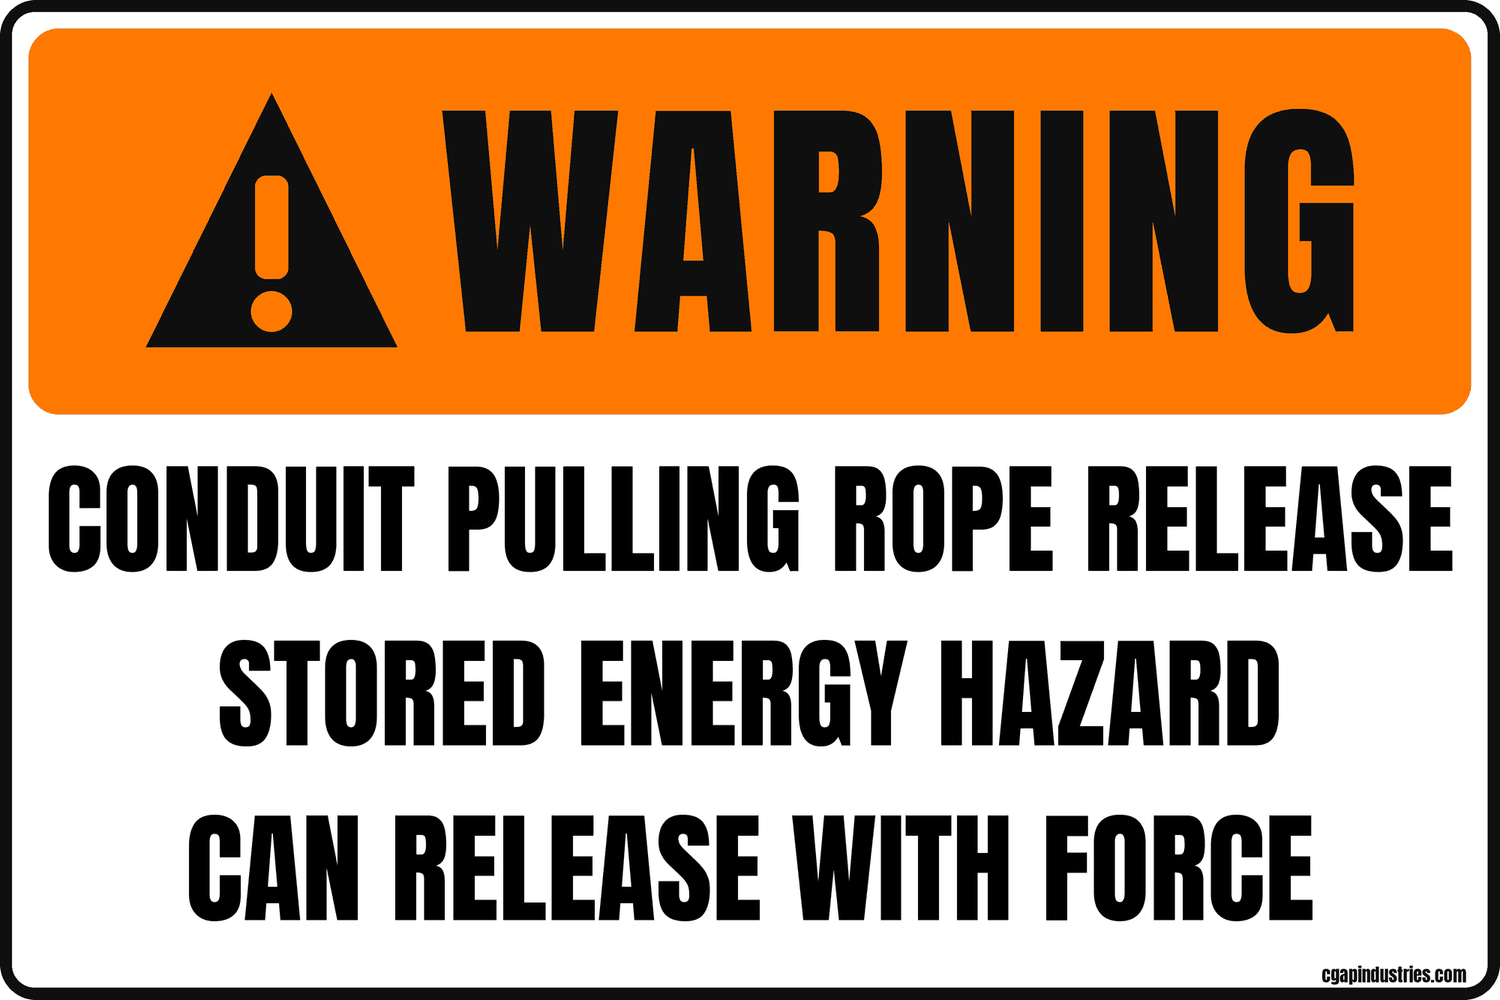 WARNING
CONDUIT PULLING ROPE RELEASE
STORED ENERGY HAZARD
CAN RELEASE WITH FORCE
cgapindustries.com